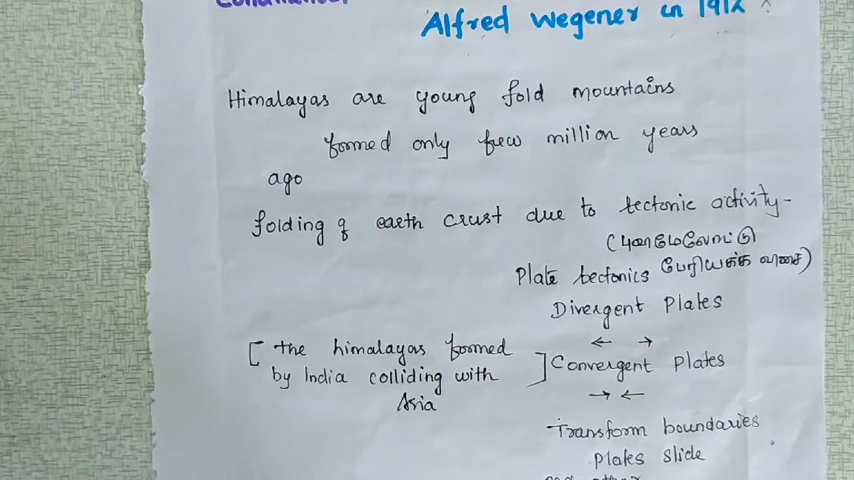 Alfred Wegener in 1912
Himalayas are young fold mountains
formed only few million years
ago
folding of earth crust due to tectonic activity-
(புவிமேலோட்டு
Plate tectonics பேரியக்க வாசை)
Divergent Plates
← →
[ the himalayas formed
by India colliding with
Asia ]
Convergent Plates
→ ←
Transform boundaries
Plates slide